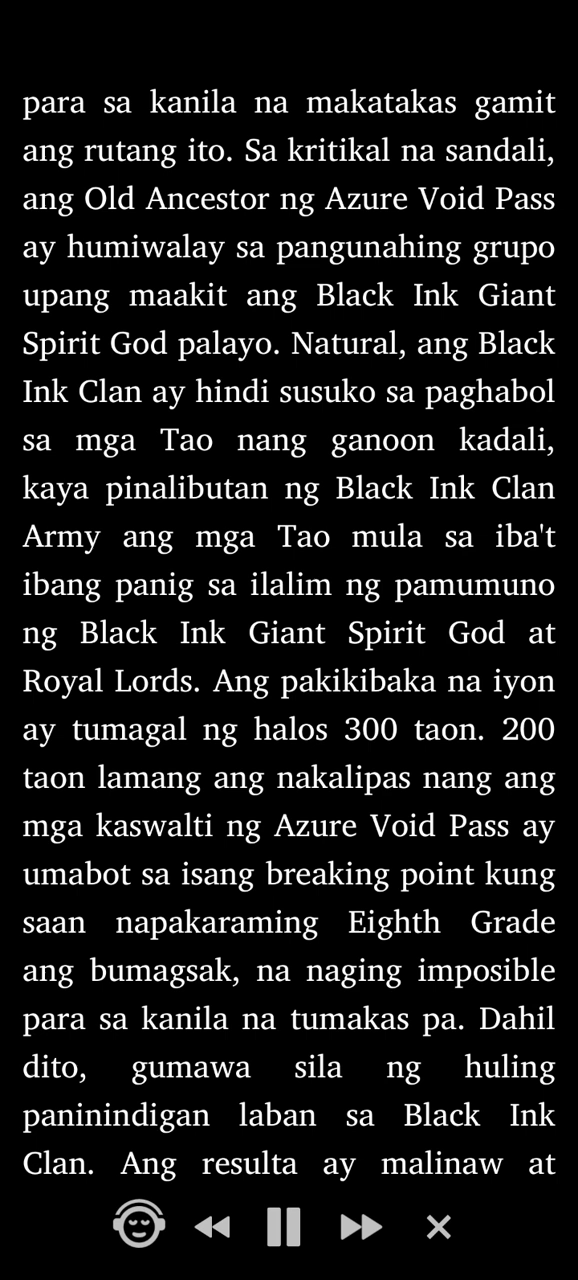 para sa kanila na makatakas gamit
ang rutang ito. Sa kritikal na sandali,
ang Old Ancestor ng Azure Void Pass
ay humiwalay sa pangunahing grupo
upang maakit ang Black Ink Giant
Spirit God palayo. Natural, ang Black
Ink Clan ay hindi susuko sa paghabol
sa mga Tao nang ganoon kadali,
kaya pinalibutan ng Black Ink Clan
Army ang mga Tao mula sa iba't
ibang panig sa ilalim ng pamumuno
ng Black Ink Giant Spirit God at
Royal Lords. Ang pakikibaka na iyon
ay tumagal ng halos 300 taon. 200
taon lamang ang nakalipas nang ang
mga kaswalti ng Azure Void Pass ay
umabot sa isang breaking point kung
saan napakaraming Eighth Grade
ang bumagsak, na naging imposible
para sa kanila na tumakas pa. Dahil
dito, gumawa sila ng huling
paninindigan laban sa Black Ink
Clan. Ang resulta ay malinaw at